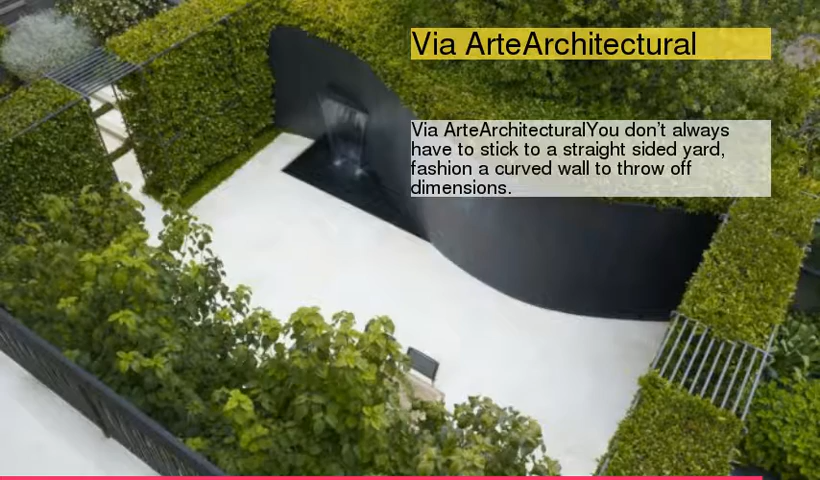 Via ArteArchitectural
Via ArteArchitecturalYou don’t always
have to stick to a straight sided yard,
fashion a curved wall to throw off
dimensions.